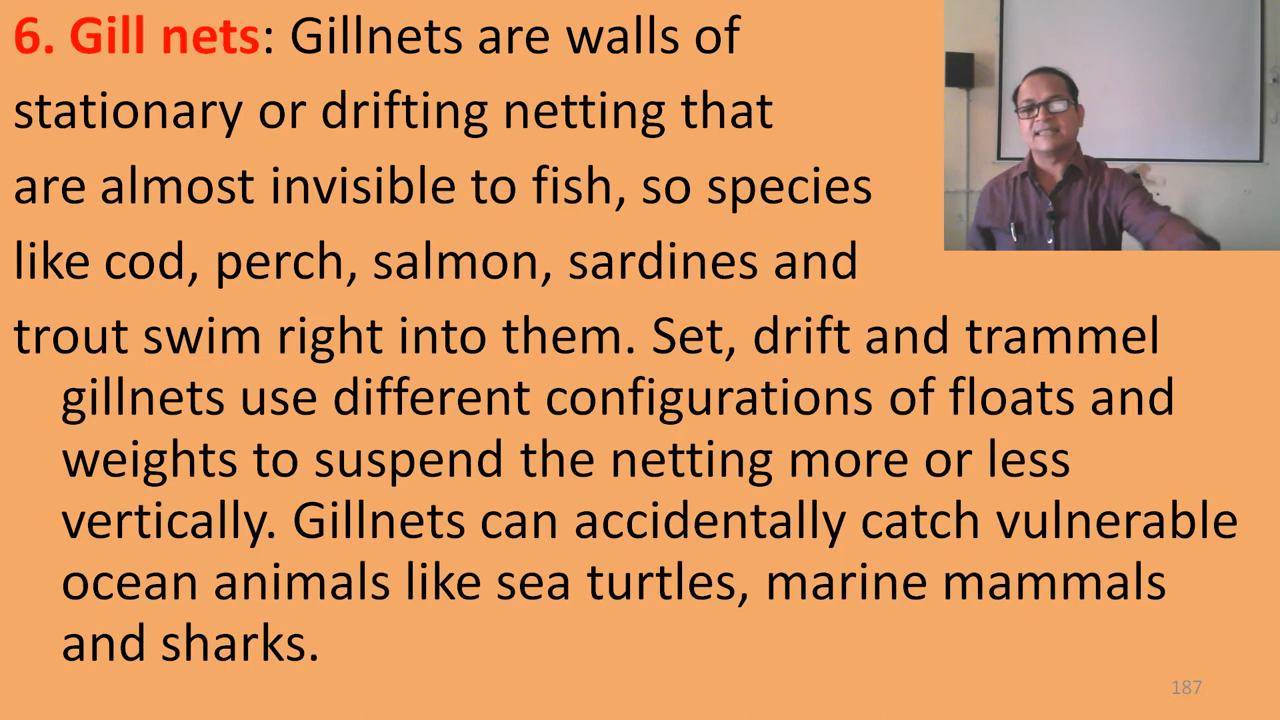 6. Gill nets: Gillnets are walls of
stationary or drifting netting that
are almost invisible to fish, so species
like cod, perch, salmon, sardines and
trout swim right into them. Set, drift and trammel
gillnets use different configurations of floats and
weights to suspend the netting more or less
vertically. Gillnets can accidentally catch vulnerable
ocean animals like sea turtles, marine mammals
and sharks.
187